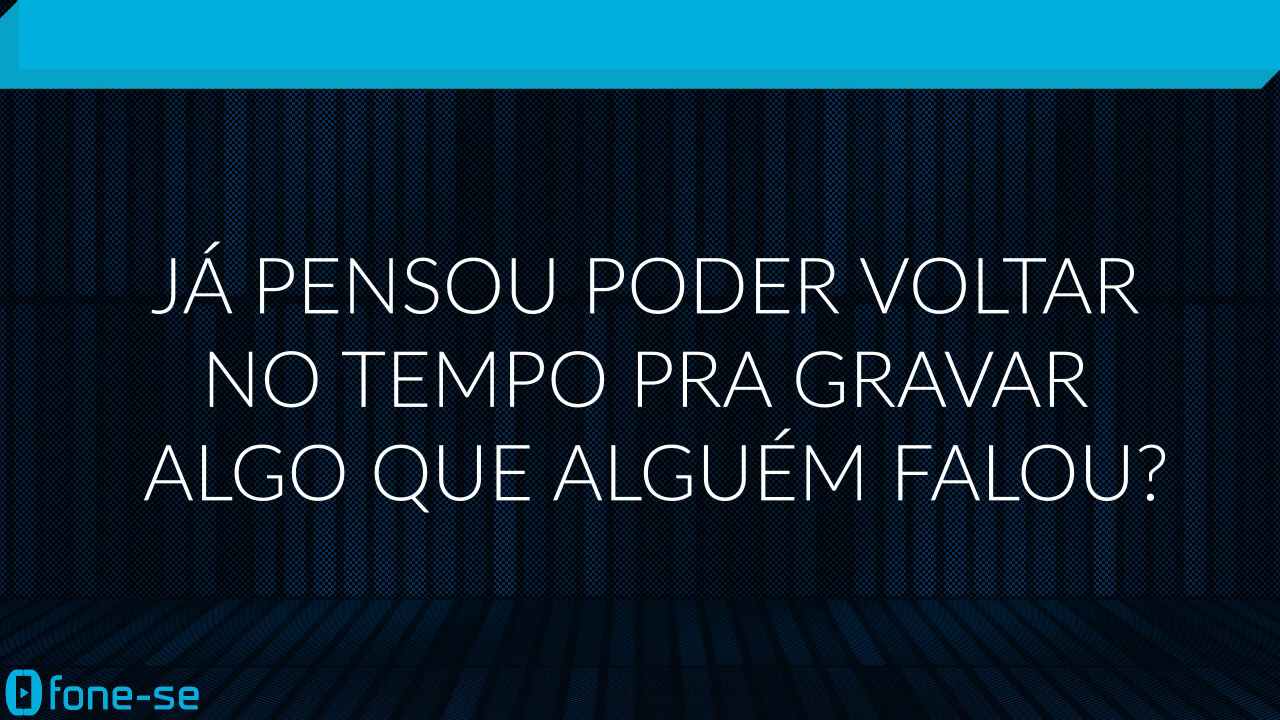 JÁ PENSOU PODER VOLTAR
NO TEMPO PRA GRAVAR
ALGO QUE ALGUÉM FALOU?
fone-se